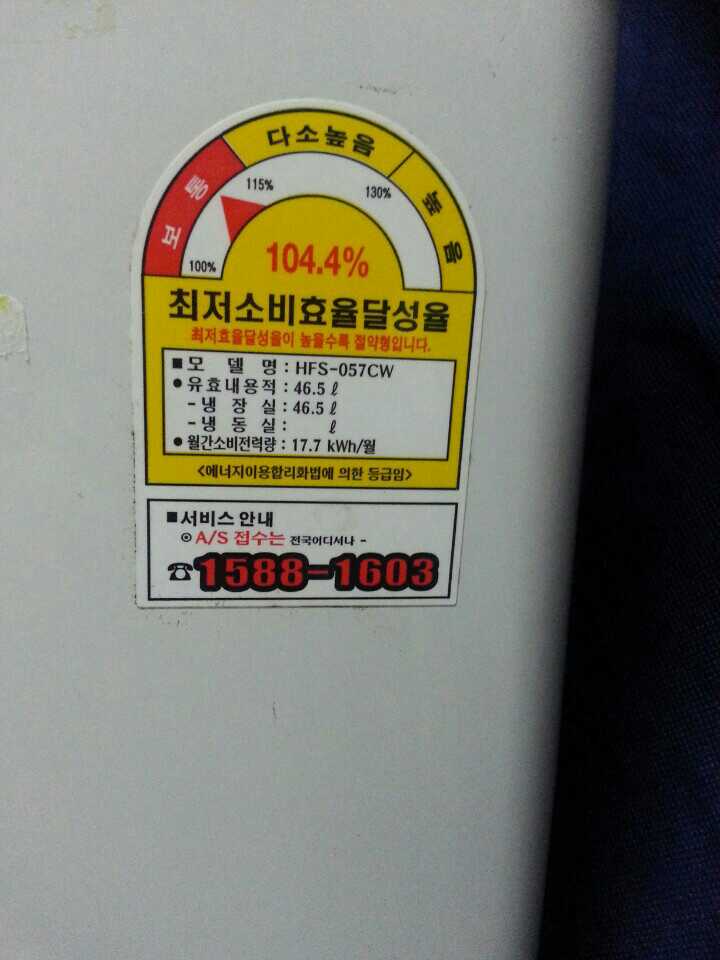 다소높음
보통
높음
115%
130%
100%
104.4%
최저소비효율달성율
최저효율달성율이 높을수록 절약형입니다.
■모 델 명 : HFS-057CW
●유효내용적 : 46.5 ℓ
-냉 장 실 : 46.5 ℓ
-냉 동 실 : ℓ
●월간소비전력량 : 17.7 kWh/월
<에너지이용합리화법에 의한 등급임>
■서비스 안내
◎ A/S 접수는 전국어디서나 -
☎1588-1603